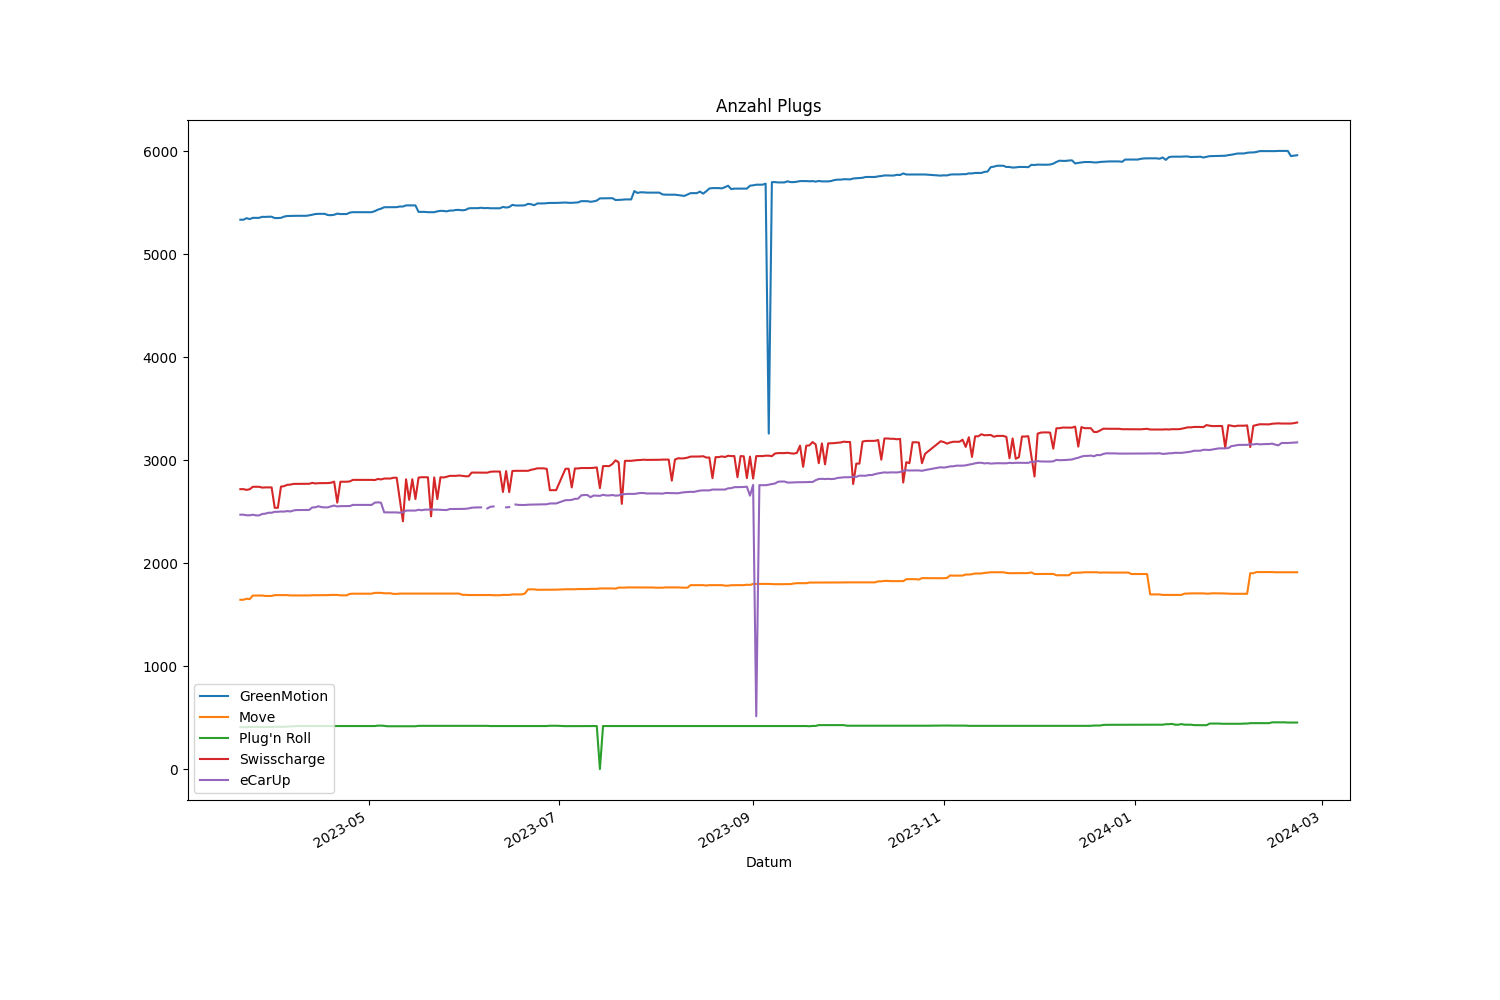 Anzahl Plugs
6000
5000
4000
3000
2000
1000
0
GreenMotion
Move
Plug'n Roll
Swisscharge
eCarUp
2023-05
2023-07
2023-09
2023-11
2024-01
2024-03
Datum